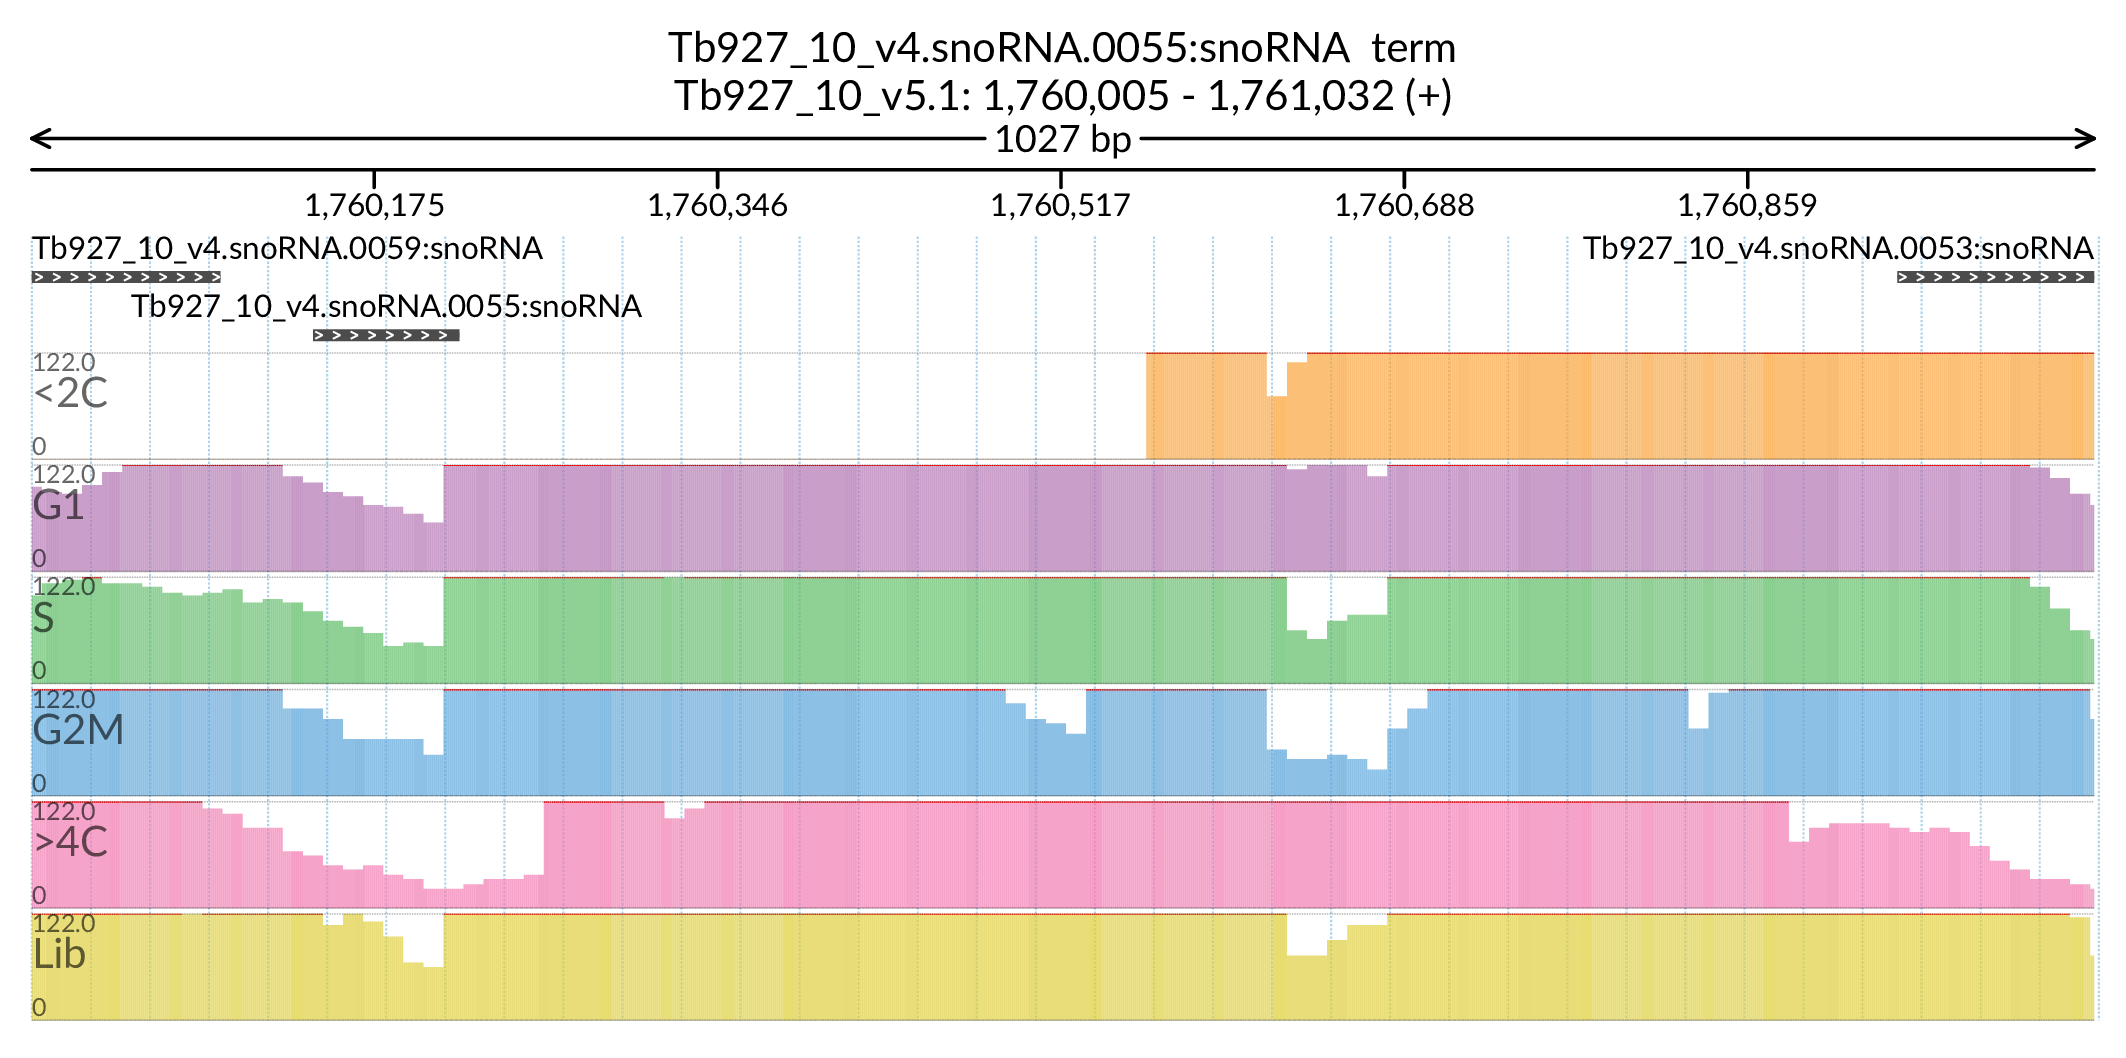 Tb927_10_v4.snoRNA.0055:snoRNA term
Tb927_10_v5.1: 1,760,005 - 1,761,032 (+)
1027 bp
1,760,175 1,760,346 1,760,517 1,760,688 1,760,859
Tb927_10_v4.snoRNA.0059:snoRNA Tb927_10_v4.snoRNA.0053:snoRNA
Tb927_10_v4.snoRNA.0055:snoRNA
122.0
<2C
0
122.0
G1
0
122.0
S
0
122.0
G2M
0
122.0
>4C
0
122.0
Lib
0